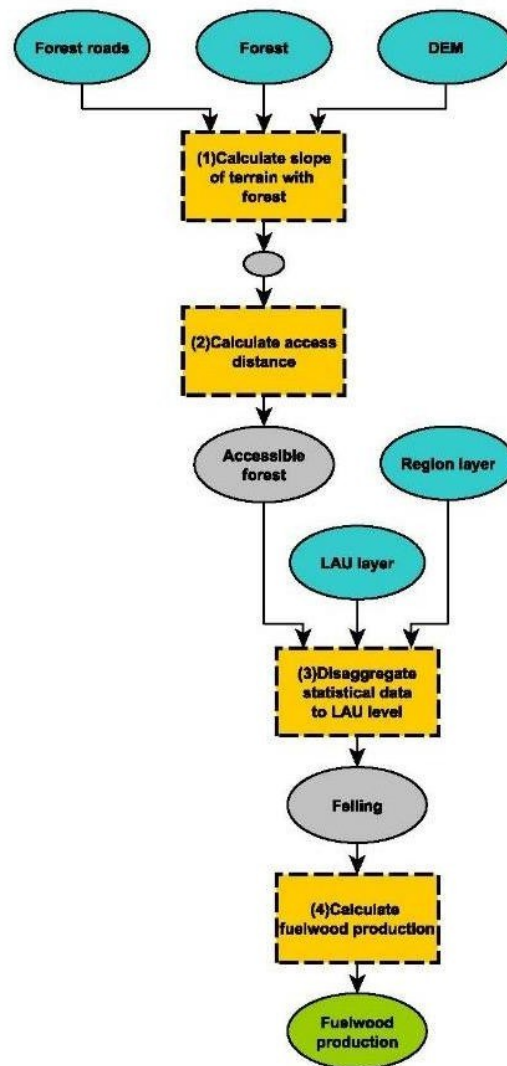 Forest roads
Forest
DEM
(1)Calculate slope
of terrain with
forest
(2)Calculate access
distance
Accessible
forest
Region layer
LAU layer
(3)Disaggregate
statistical data
to LAU level
Felling
(4)Calculate
fuelwood production
Fuelwood
production